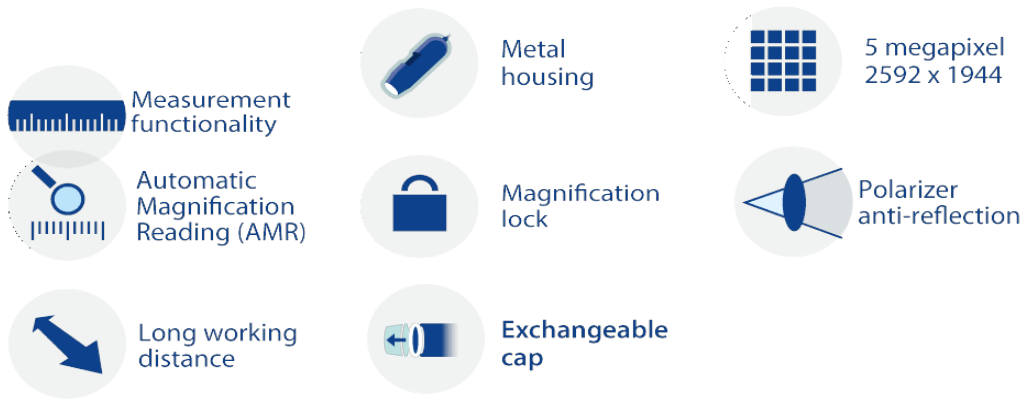 Metal
housing
5 megapixel
2592 x 1944
Measurement
functionality
Automatic
Magnification
Reading (AMR)
Magnification
lock
Polarizer
anti-reflection
Long working
distance
Exchangeable
cap